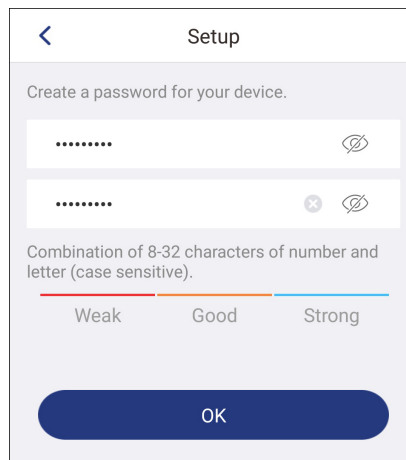 Setup
Create a password for your device.
•••••••••
•••••••••
Combination of 8-32 characters of number and
letter (case sensitive).
Weak Good Strong
OK